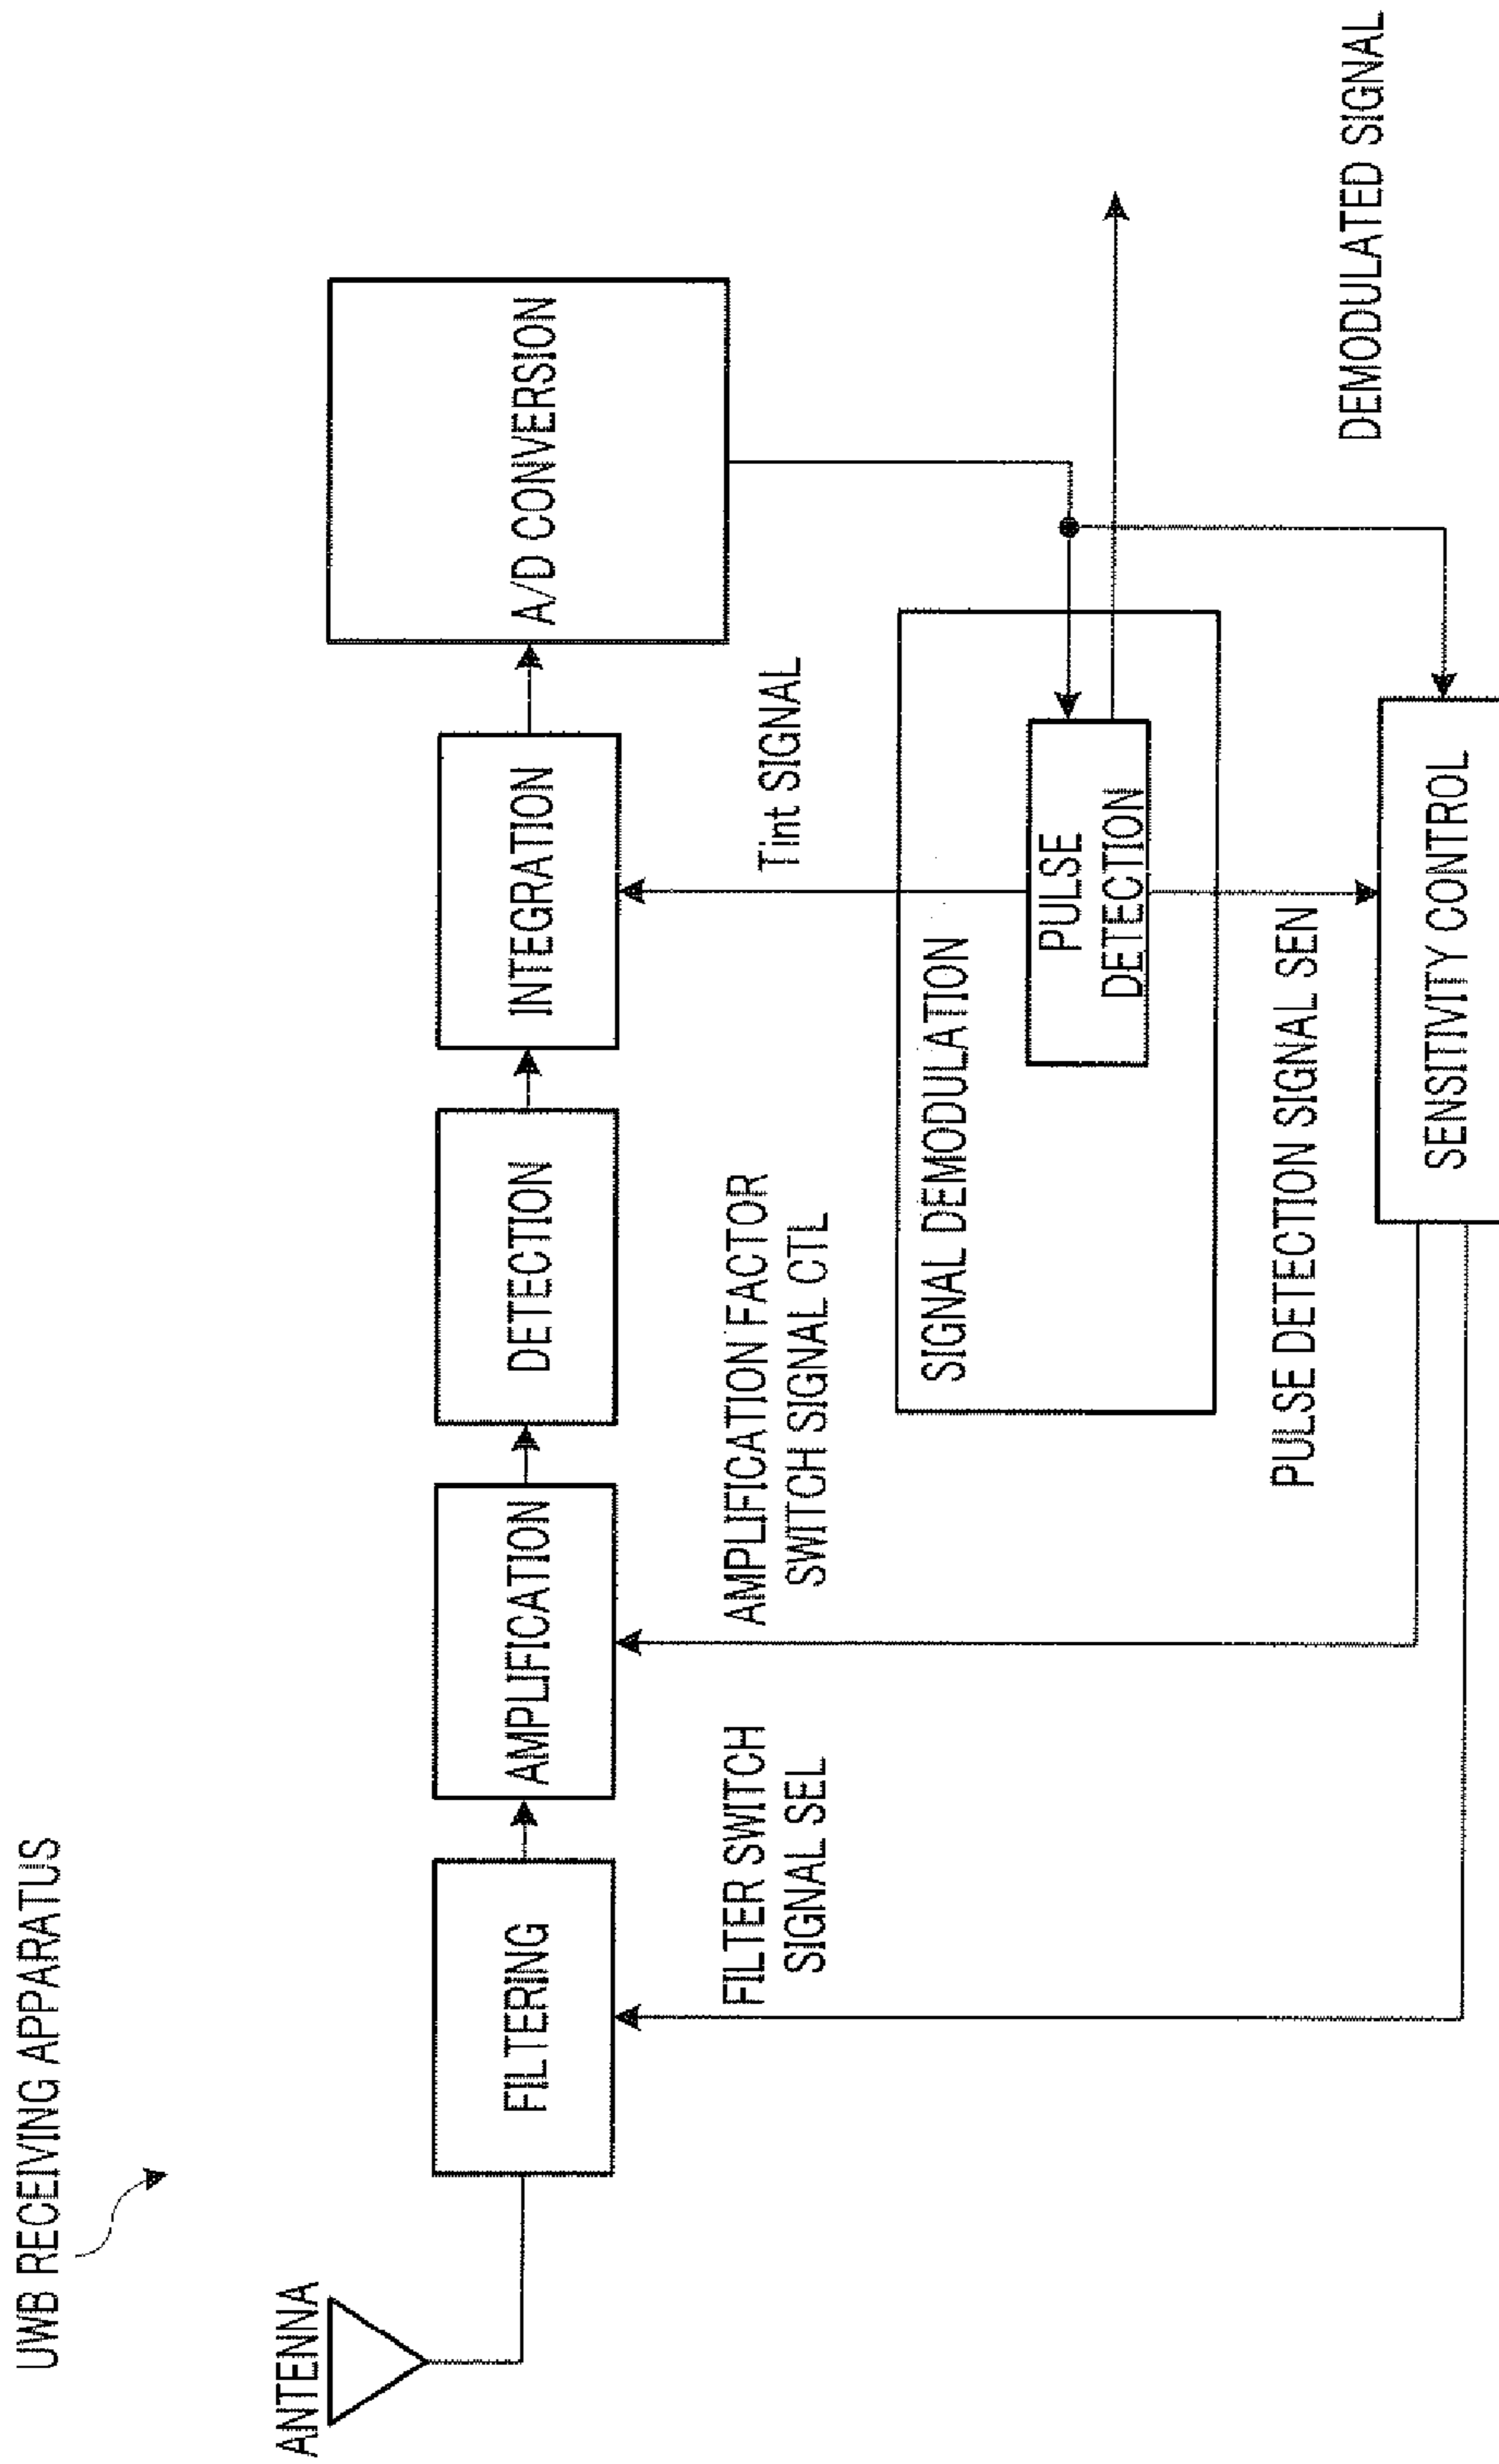 UWB RECEIVING APPARATUS
ANTENNA
FILTERING
AMPLIFICATION
DETECTION
INTEGRATION
A/D CONVERSION
FILTER SWITCH
SIGNAL SEL
AMPLIFICATION FACTOR
SWITCH SIGNAL CTL
Tint SIGNAL
SIGNAL DEMODULATION
PULSE
DETECTION
PULSE DETECTION SIGNAL SEN
DEMODULATED SIGNAL
SENSITIVITY CONTROL